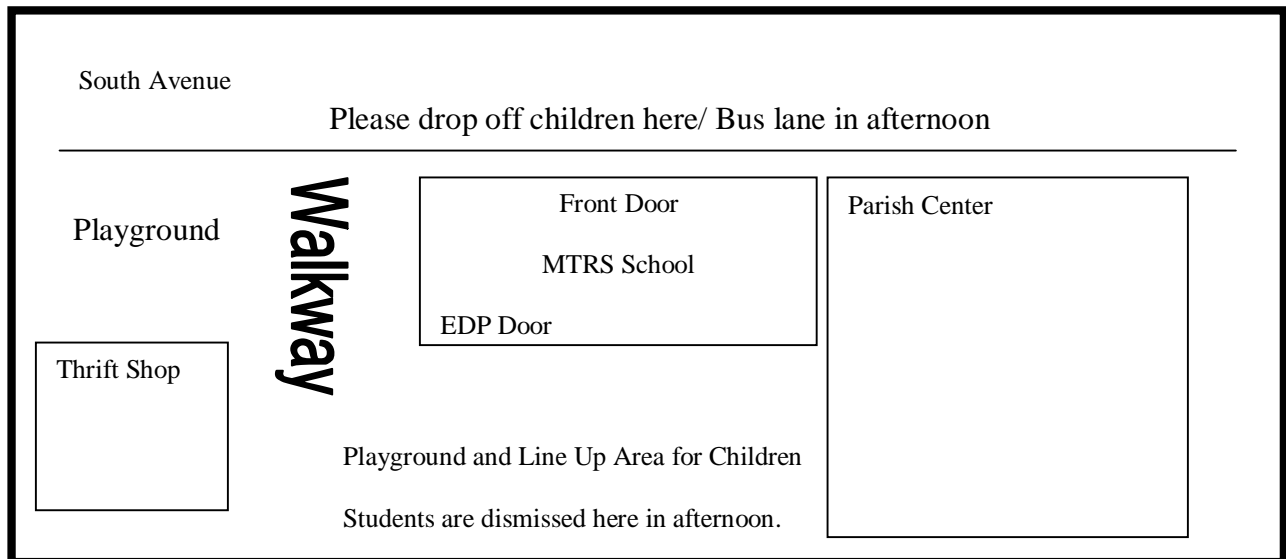 South Avenue
Please drop off children here/ Bus lane in afternoon
Playground
Walkway
Front Door
MTRS School
EDP Door
Parish Center
Thrift Shop
Playground and Line Up Area for Children
Students are dismissed here in afternoon.